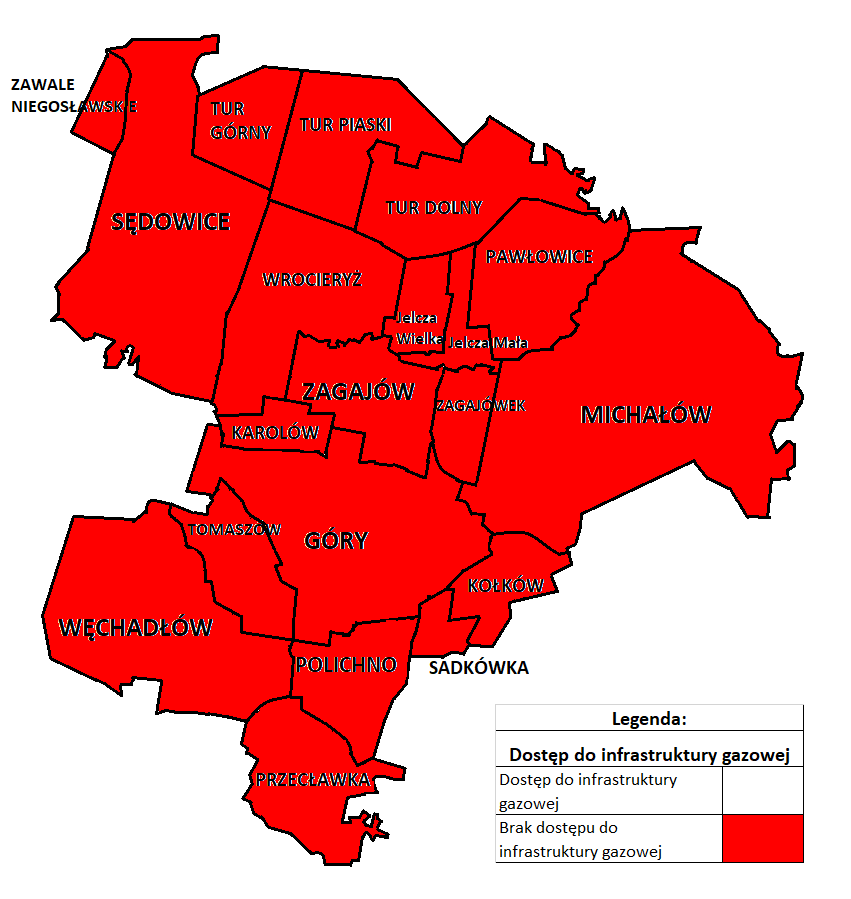 ZAWALE
NIEGOSŁAWSKIE
TUR
GÓRNY
TUR PIASKI
SĘDOWICE
TUR DOLNY
WROCIERYŻ
PAWŁOWICE
Jelcza
Wielka
Jelcza Mała
ZAGAJÓW
ZAGAJÓWEK
MICHAŁÓW
KAROLÓW
TOMASZÓW
GÓRY
KOŁKÓW
WĘCHADŁÓW
POLICHNO
SADKÓWKA
PRZECŁAWKA
Legenda:
Dostęp do infrastruktury gazowej
Dostęp do infrastruktury
gazowej
Brak dostępu do
infrastruktury gazowej